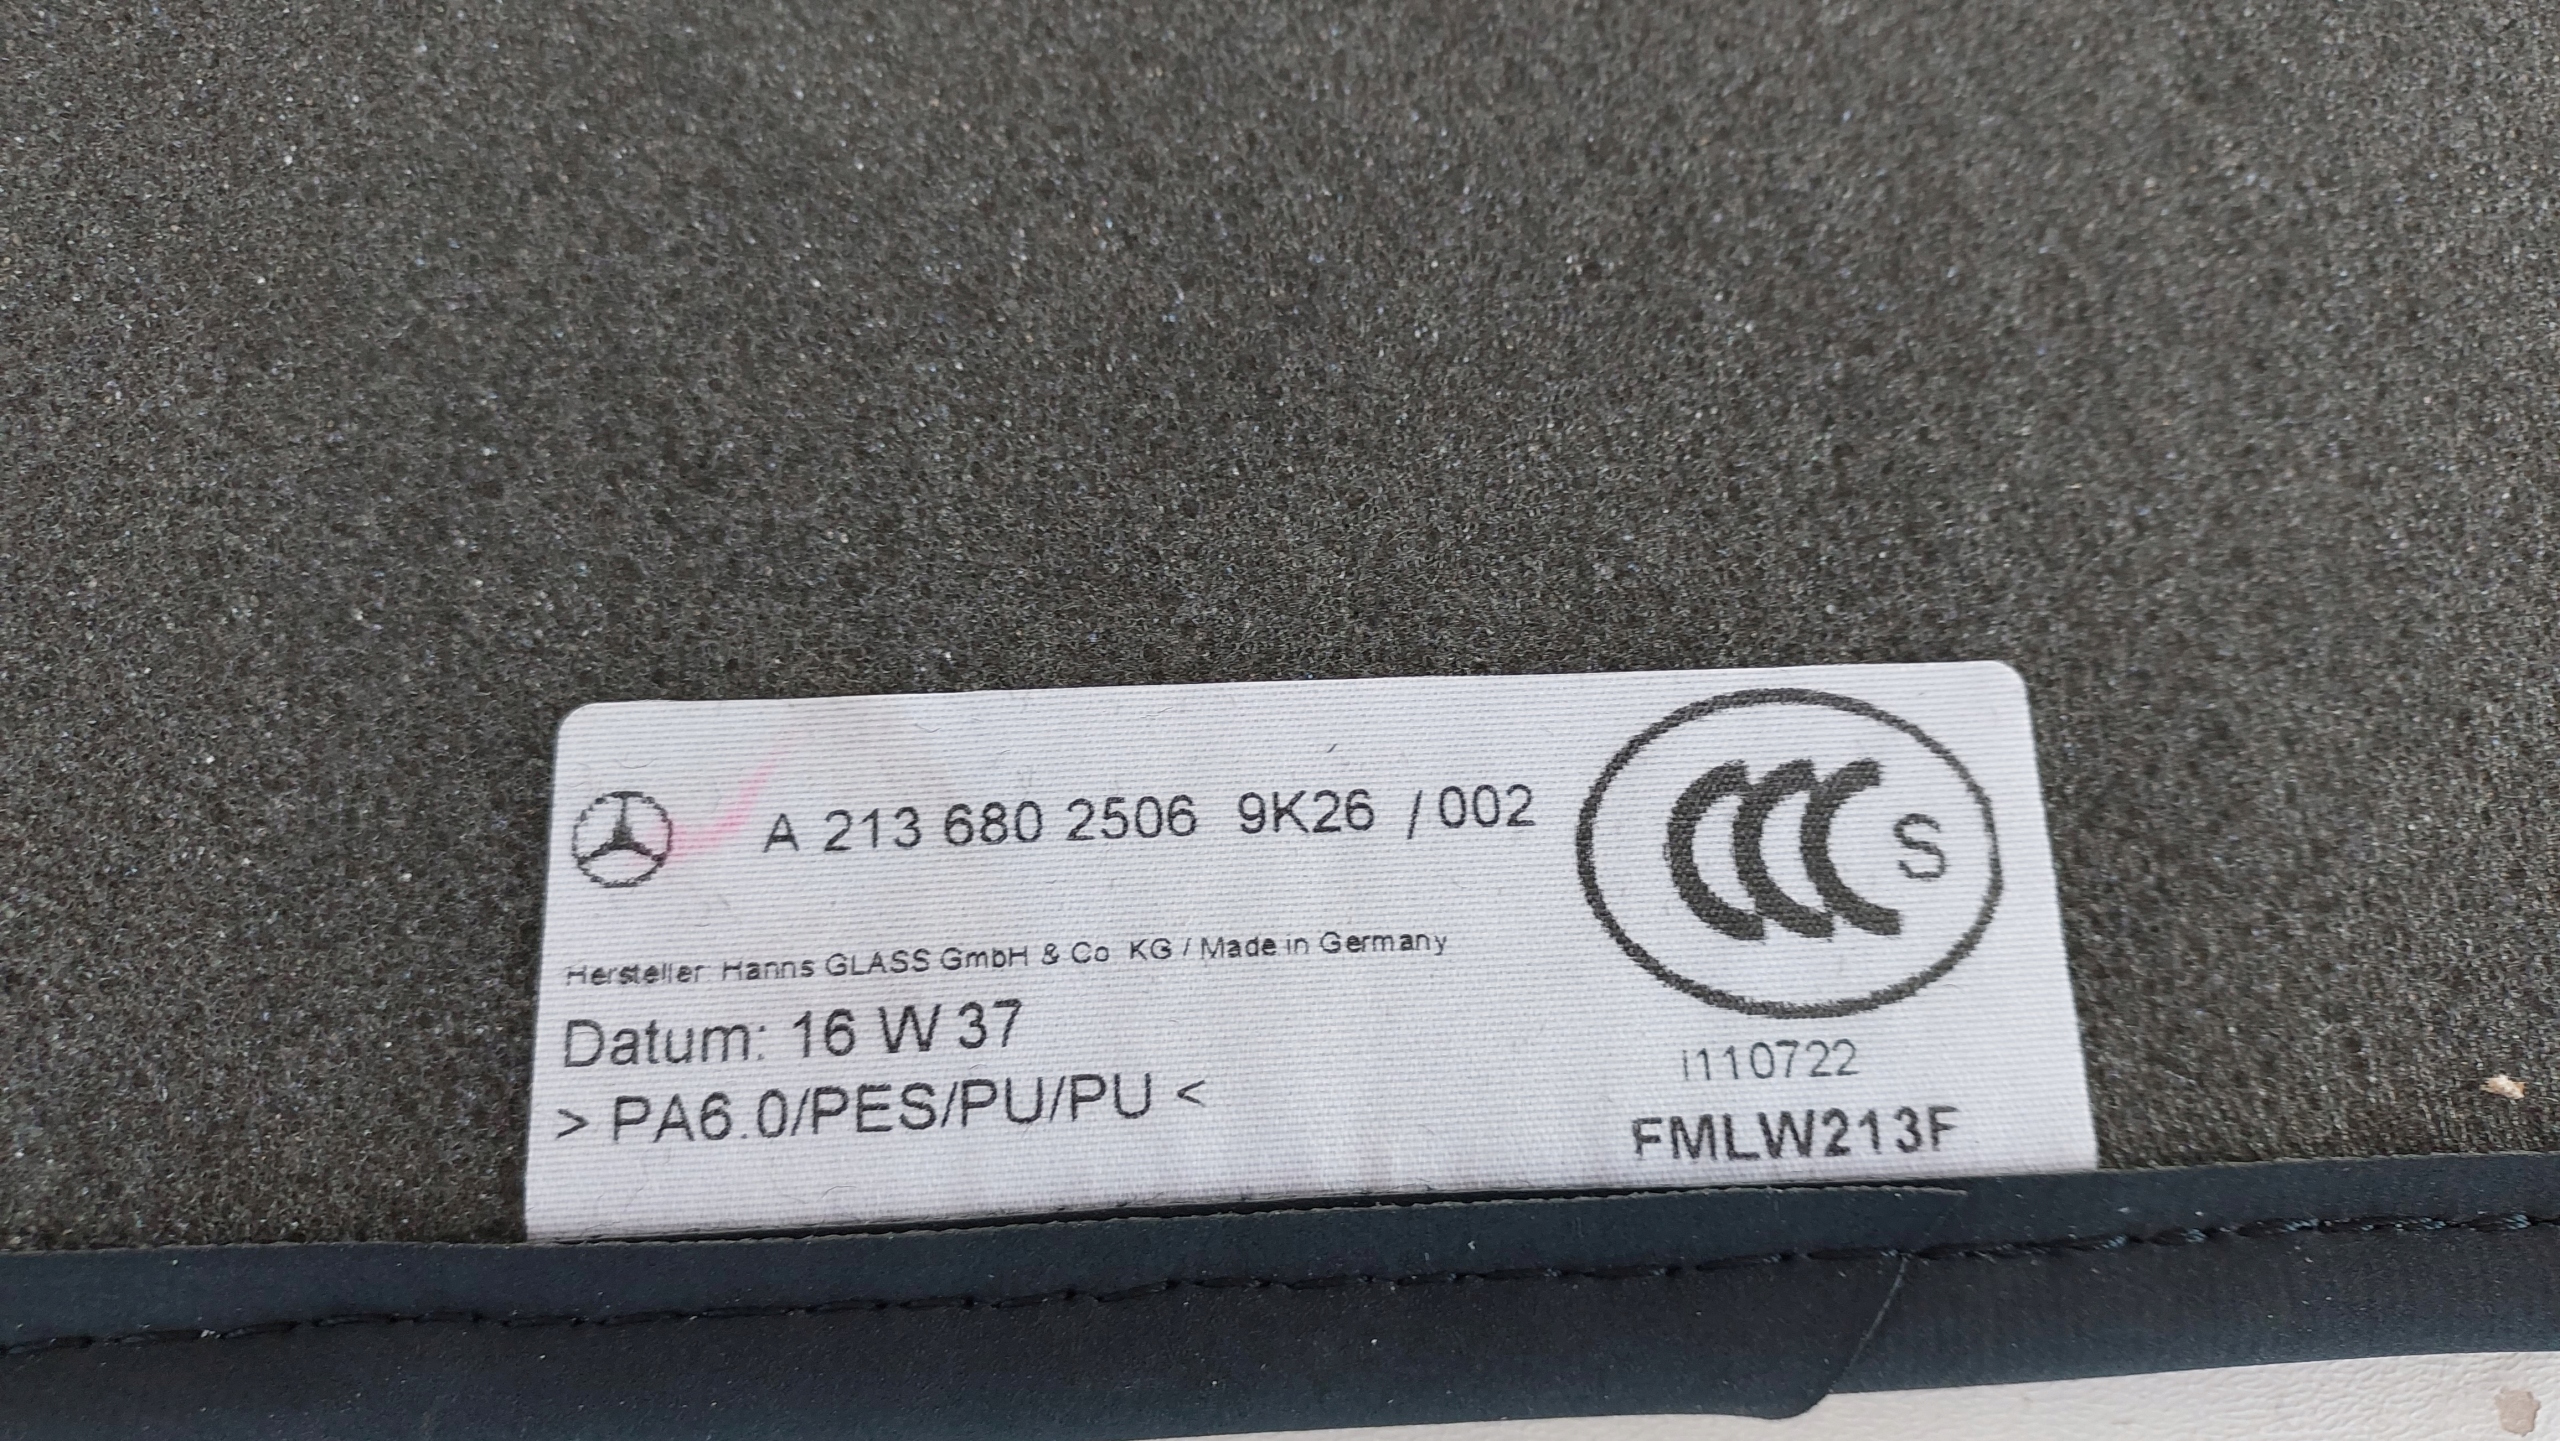 A 213 680 2506 9K26 /002
CCC S
Hersteller Hanns GLASS GmbH & Co KG / Made in Germany
Datum: 16 W 37
> PA6.0/PES/PU/PU <
i110722
FMLW213F